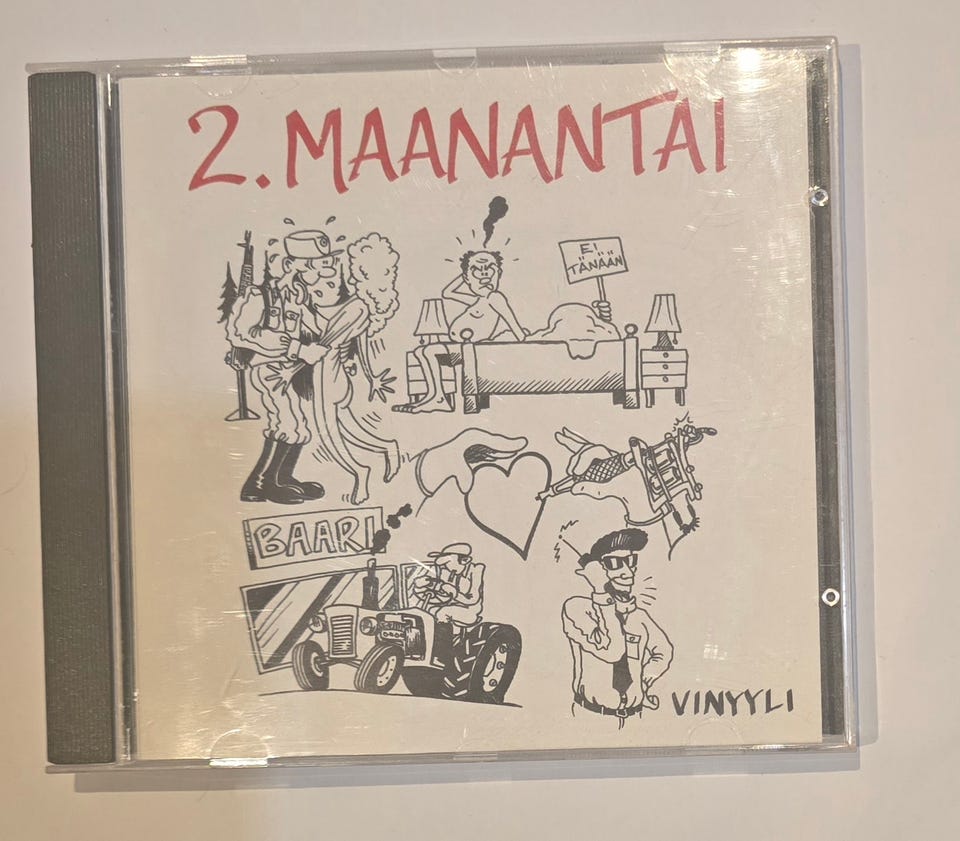 2. MAANANTAI
EI
TÄNÄÄN
BAARI
VINYYLI